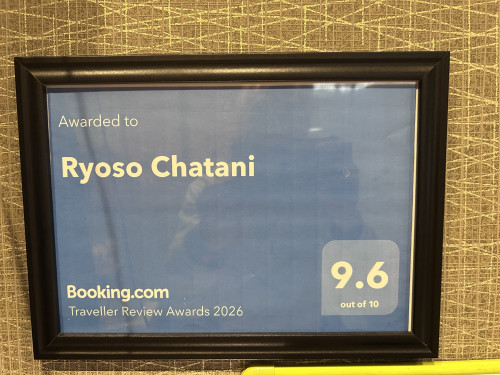 Awarded to
Ryoso Chatani
9.6
out of 10
Booking.com
Traveller Review Awards 2026